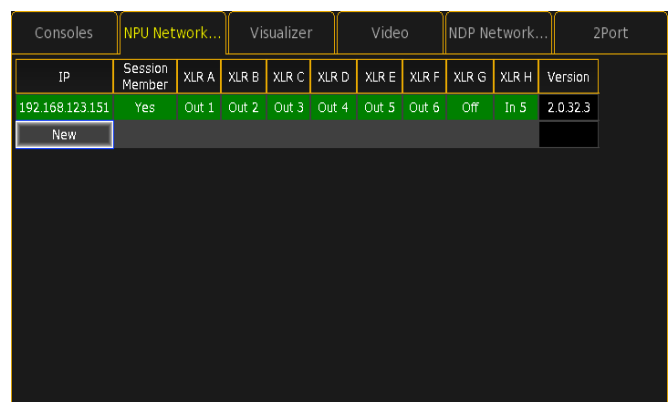 Consoles NPU Network... Visualizer Video NDP Network... 2Port
IP Session Member XLR A XLR B XLR C XLR D XLR E XLR F XLR G XLR H Version
192.168.123.151 Yes Out 1 Out 2 Out 3 Out 4 Out 5 Out 6 Off In 5 2.0.32.3
New